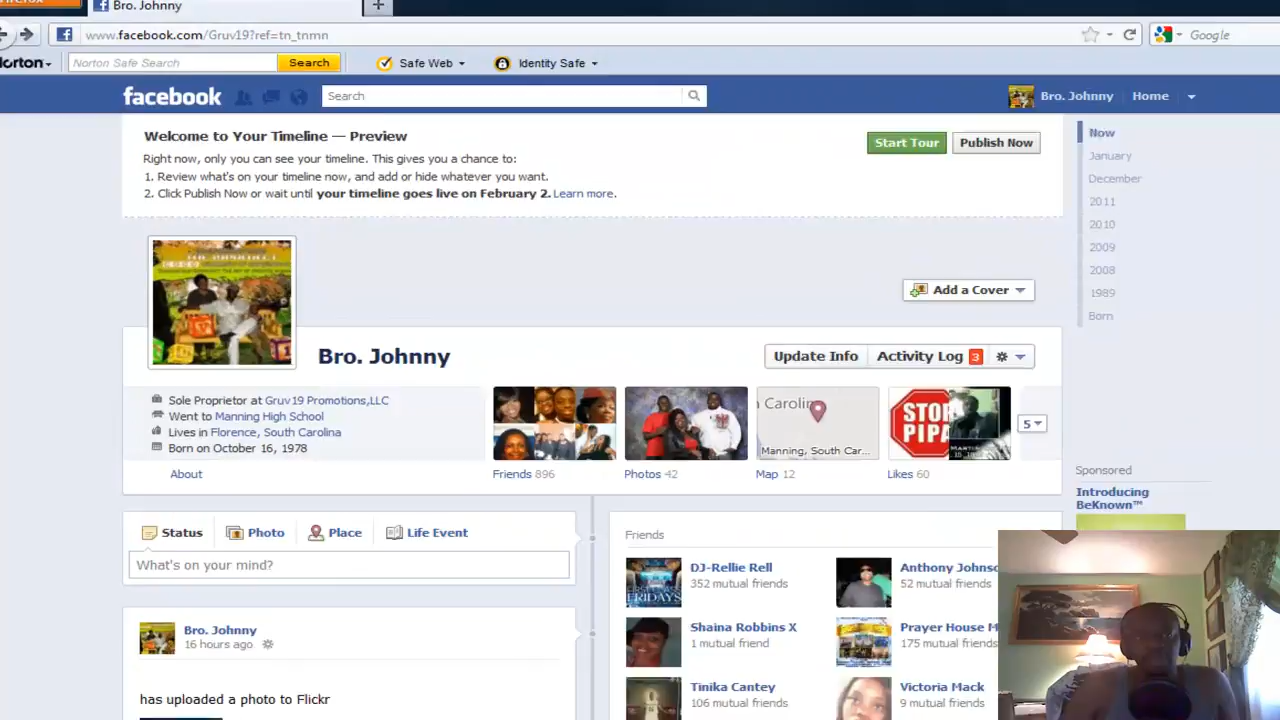 Bro. Johnny
www.facebook.com/Gruv19?ref=tn_tnmn
Google
Norton Safe Search
Search
Safe Web
Identity Safe
facebook
Search
Bro. Johnny
Home
Welcome to Your Timeline — Preview
Right now, only you can see your timeline. This gives you a chance to:
1. Review what's on your timeline now, and add or hide whatever you want.
2. Click Publish Now or wait until your timeline goes live on February 2. Learn more.
Start Tour
Publish Now
Now
January
December
2011
2010
2009
2008
1989
Born
Add a Cover
Bro. Johnny
Update Info
Activity Log 3
Sole Proprietor at Gruv19 Promotions,LLC
Went to Manning High School
Lives in Florence, South Carolina
Born on October 16, 1978
About
Friends 896
Photos 42
Manning, South Car...
Map 12
STOP
PIPA
Likes 60
5
Sponsored
Introducing
BeKnown™
Status
Photo
Place
Life Event
What's on your mind?
Bro. Johnny
16 hours ago
has uploaded a photo to Flickr
Friends
DJ-Rellie Rell
352 mutual friends
Anthony
52 mutual friends
Shaina Robbins X
1 mutual friend
Prayer House
175 mutual friends
Tinika Cantey
106 mutual friends
Victoria Mack
9 mutual friends